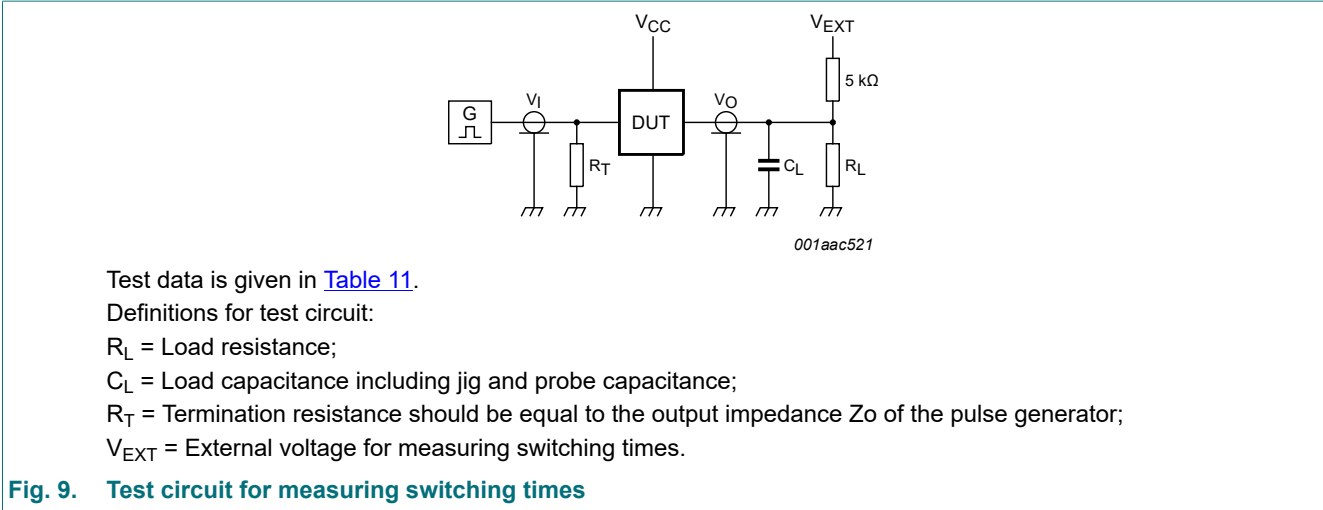 VCC
VEXT
5 kΩ
G
VI
DUT
VO
RT
CL
RL
001aac521
Test data is given in Table 11.
Definitions for test circuit:
RL = Load resistance;
CL = Load capacitance including jig and probe capacitance;
RT = Termination resistance should be equal to the output impedance Zo of the pulse generator;
VEXT = External voltage for measuring switching times.
Fig. 9. Test circuit for measuring switching times